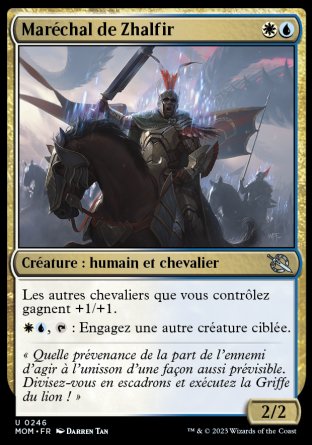 Maréchal de Zhalfir
Créature : humain et chevalier
Les autres chevaliers que vous contrôlez
gagnent +1/+1.
, : Engagez une autre créature ciblée.
« Quelle prévenance de la part de l'ennemi
d'agir à l'unisson d'une façon aussi prévisible.
Divisez-vous en escadrons et exécutez la Griffe
du lion ! »
2/2
U 0246
MOM • FR Darren Tan
™ & © 2023 Wizards of the Coast